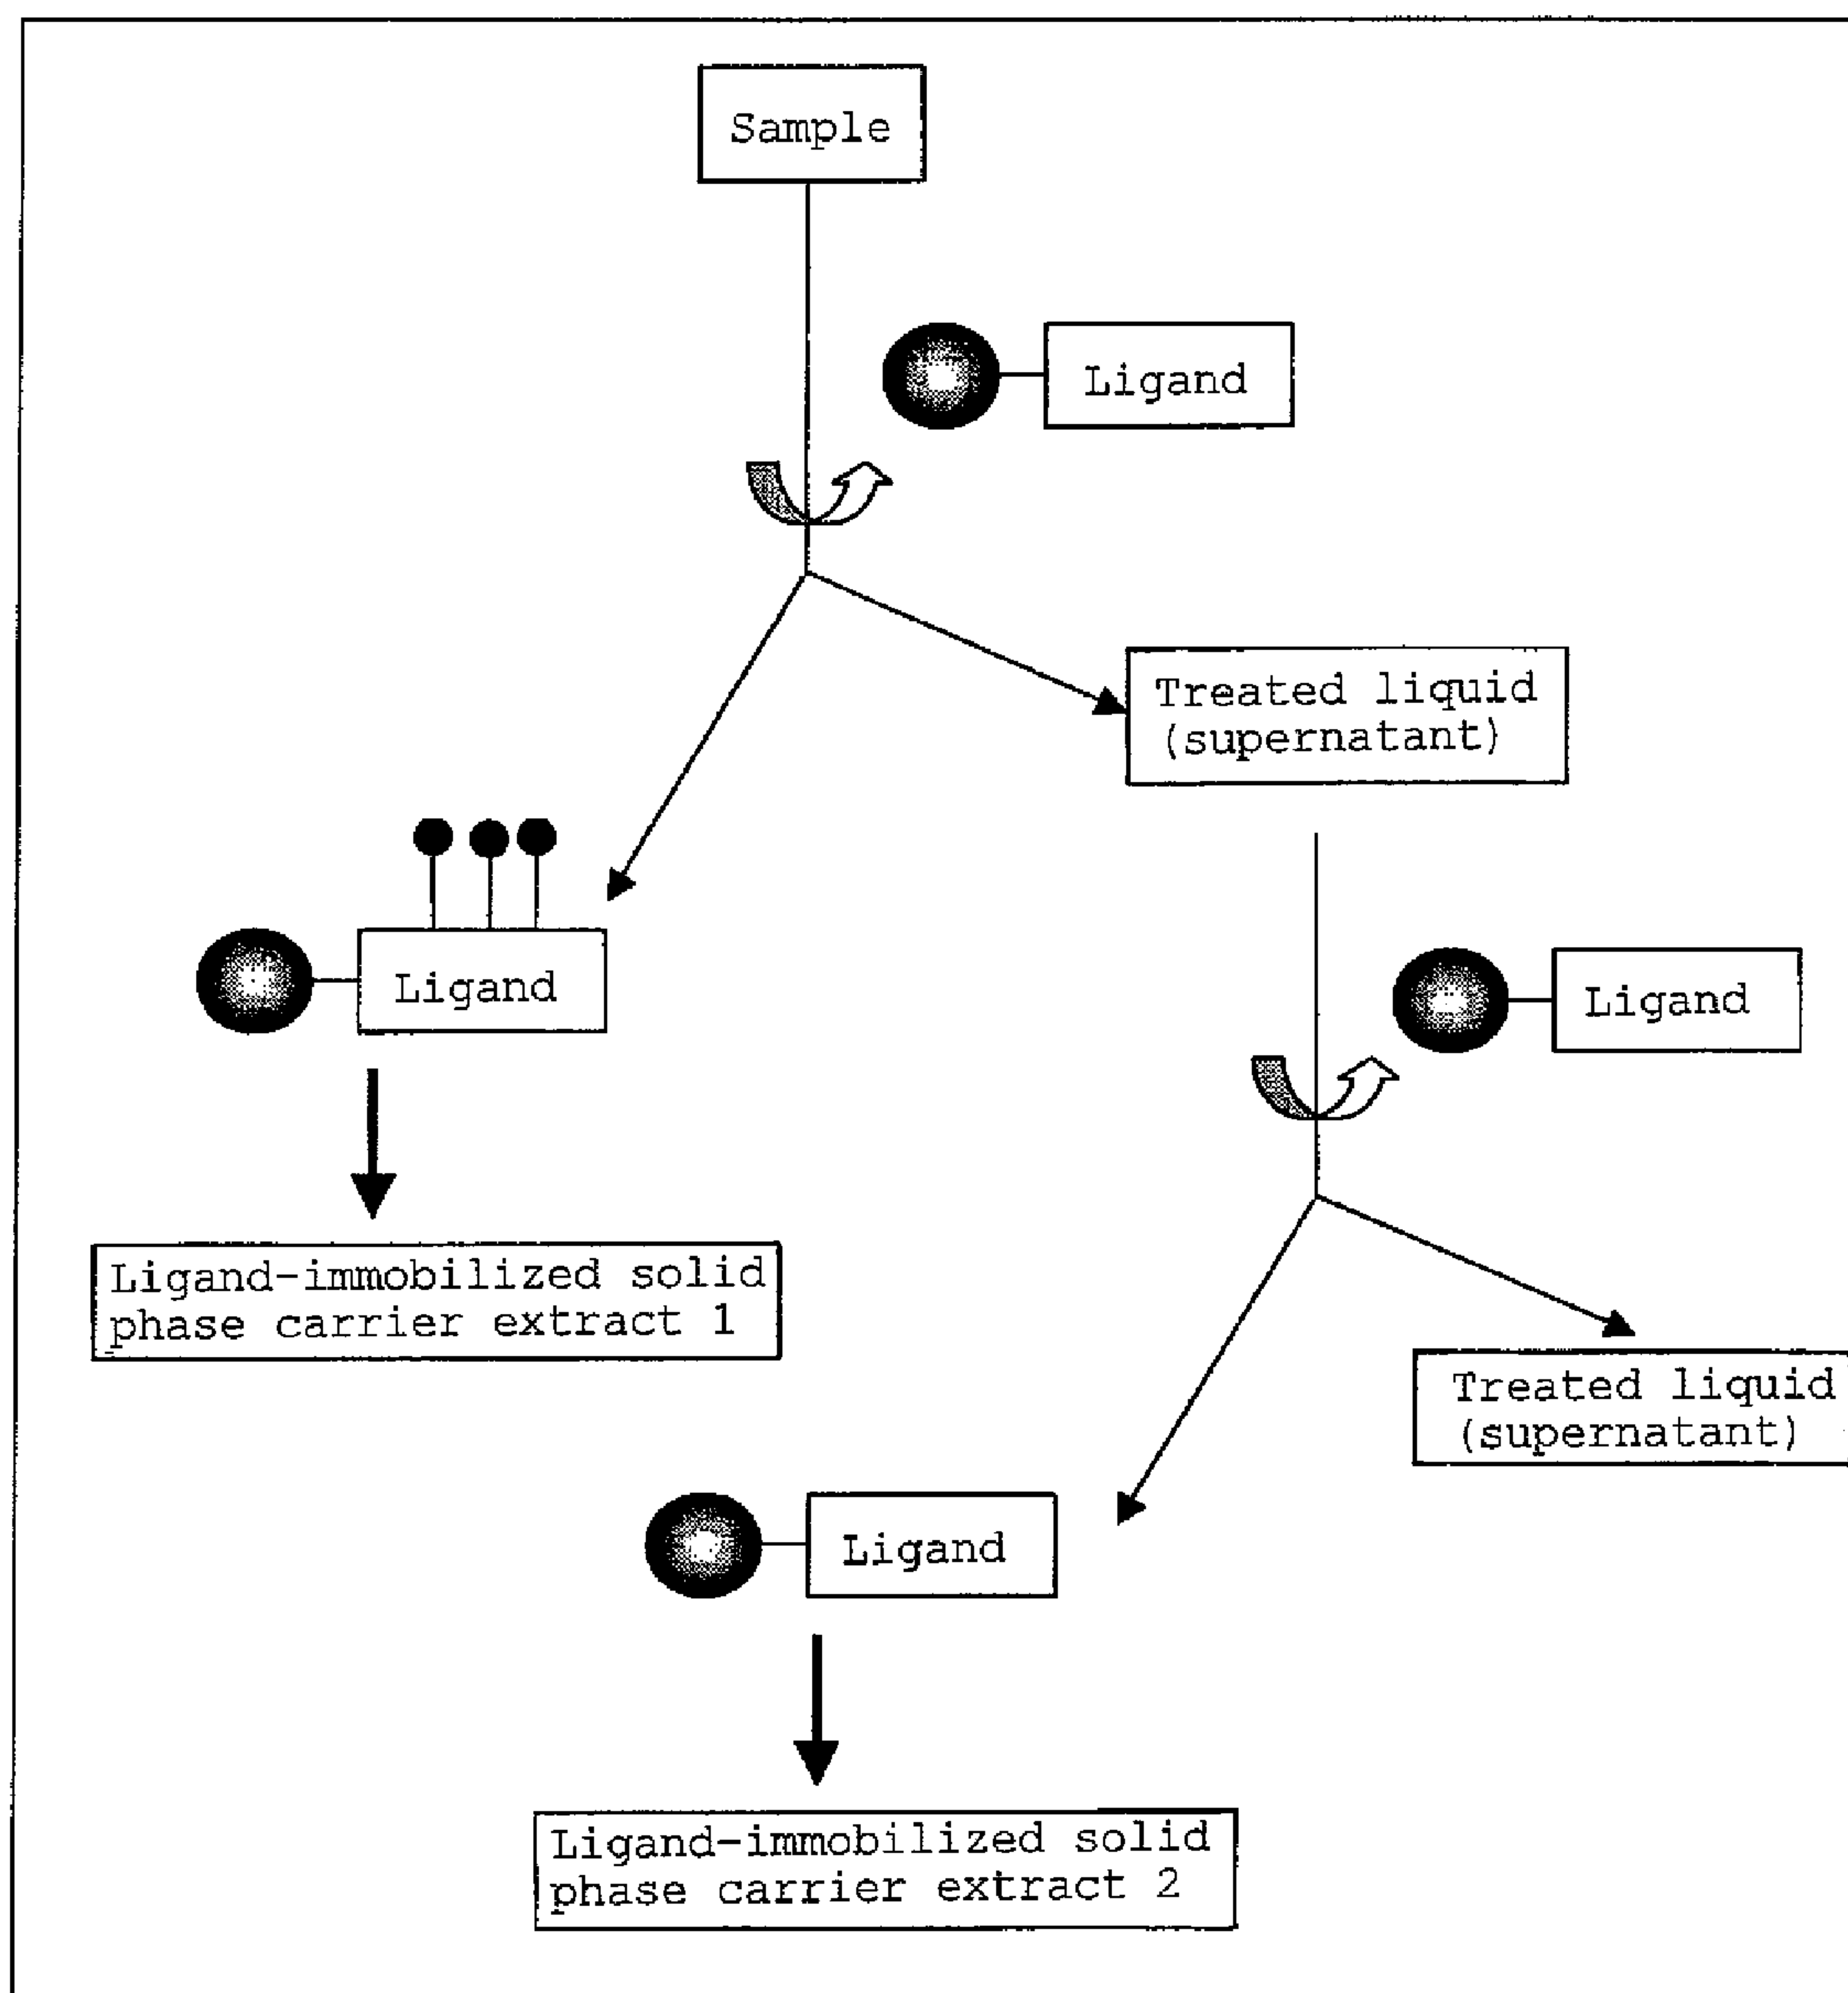 Sample
Ligand
Treated liquid
(supernatant)
Ligand
Ligand
Ligand-immobilized solid
phase carrier extract 1
Treated liquid
(supernatant)
Ligand
Ligand-immobilized solid
phase carrier extract 2